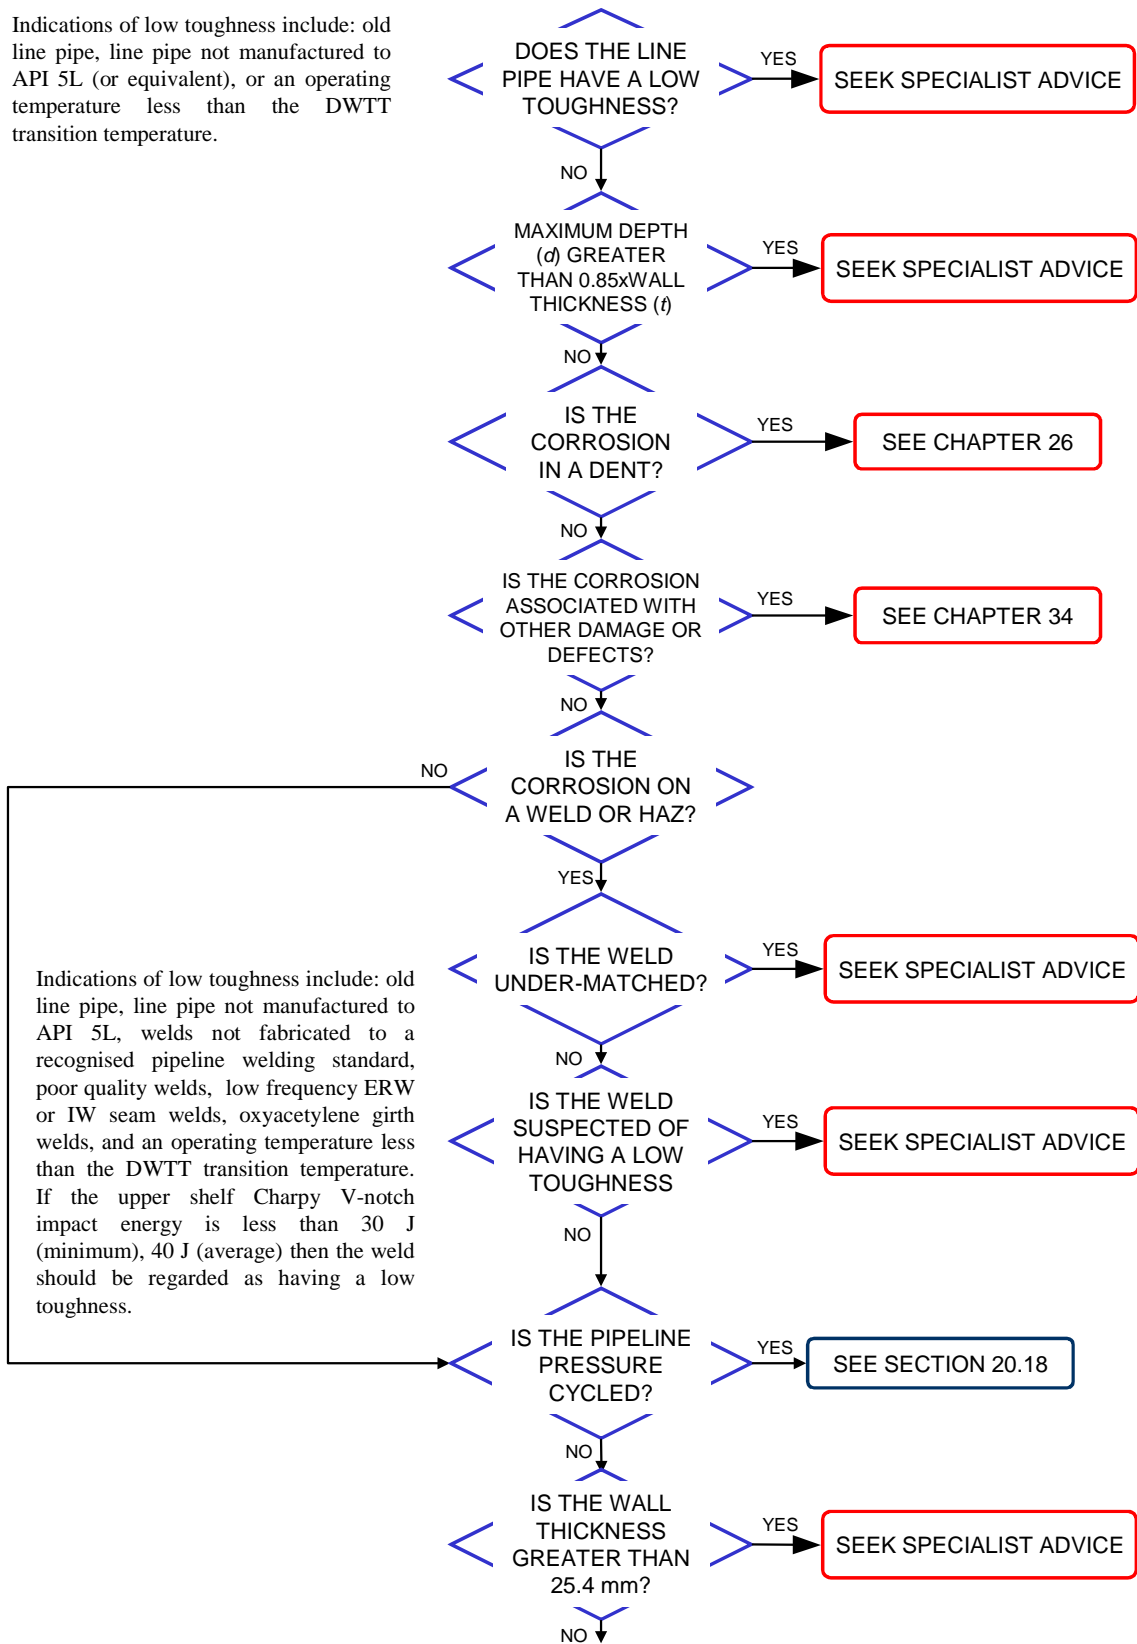 Indications of low toughness include: old
line pipe, line pipe not manufactured to
API 5L (or equivalent), or an operating
temperature less than the DWTT
transition temperature.
DOES THE LINE
PIPE HAVE A LOW
TOUGHNESS?
YES
SEEK SPECIALIST ADVICE
NO
MAXIMUM DEPTH
(d) GREATER
THAN 0.85xWALL
THICKNESS (t)
YES
SEEK SPECIALIST ADVICE
NO
IS THE
CORROSION
IN A DENT?
YES
SEE CHAPTER 26
NO
IS THE CORROSION
ASSOCIATED WITH
OTHER DAMAGE OR
DEFECTS?
YES
SEE CHAPTER 34
NO
IS THE
CORROSION ON
A WELD OR HAZ?
NO
YES
IS THE WELD
UNDER-MATCHED?
YES
SEEK SPECIALIST ADVICE
NO
Indications of low toughness include: old
line pipe, line pipe not manufactured to
API 5L, welds not fabricated to a
recognised pipeline welding standard,
poor quality welds, low frequency ERW
or IW seam welds, oxyacetylene girth
welds, and an operating temperature less
than the DWTT transition temperature.
If the upper shelf Charpy V-notch
impact energy is less than 30 J
(minimum), 40 J (average) then the weld
should be regarded as having a low
toughness.
IS THE WELD
SUSPECTED OF
HAVING A LOW
TOUGHNESS
YES
SEEK SPECIALIST ADVICE
NO
IS THE PIPELINE
PRESSURE
CYCLED?
YES
SEE SECTION 20.18
NO
IS THE WALL
THICKNESS
GREATER THAN
25.4 mm?
YES
SEEK SPECIALIST ADVICE
NO